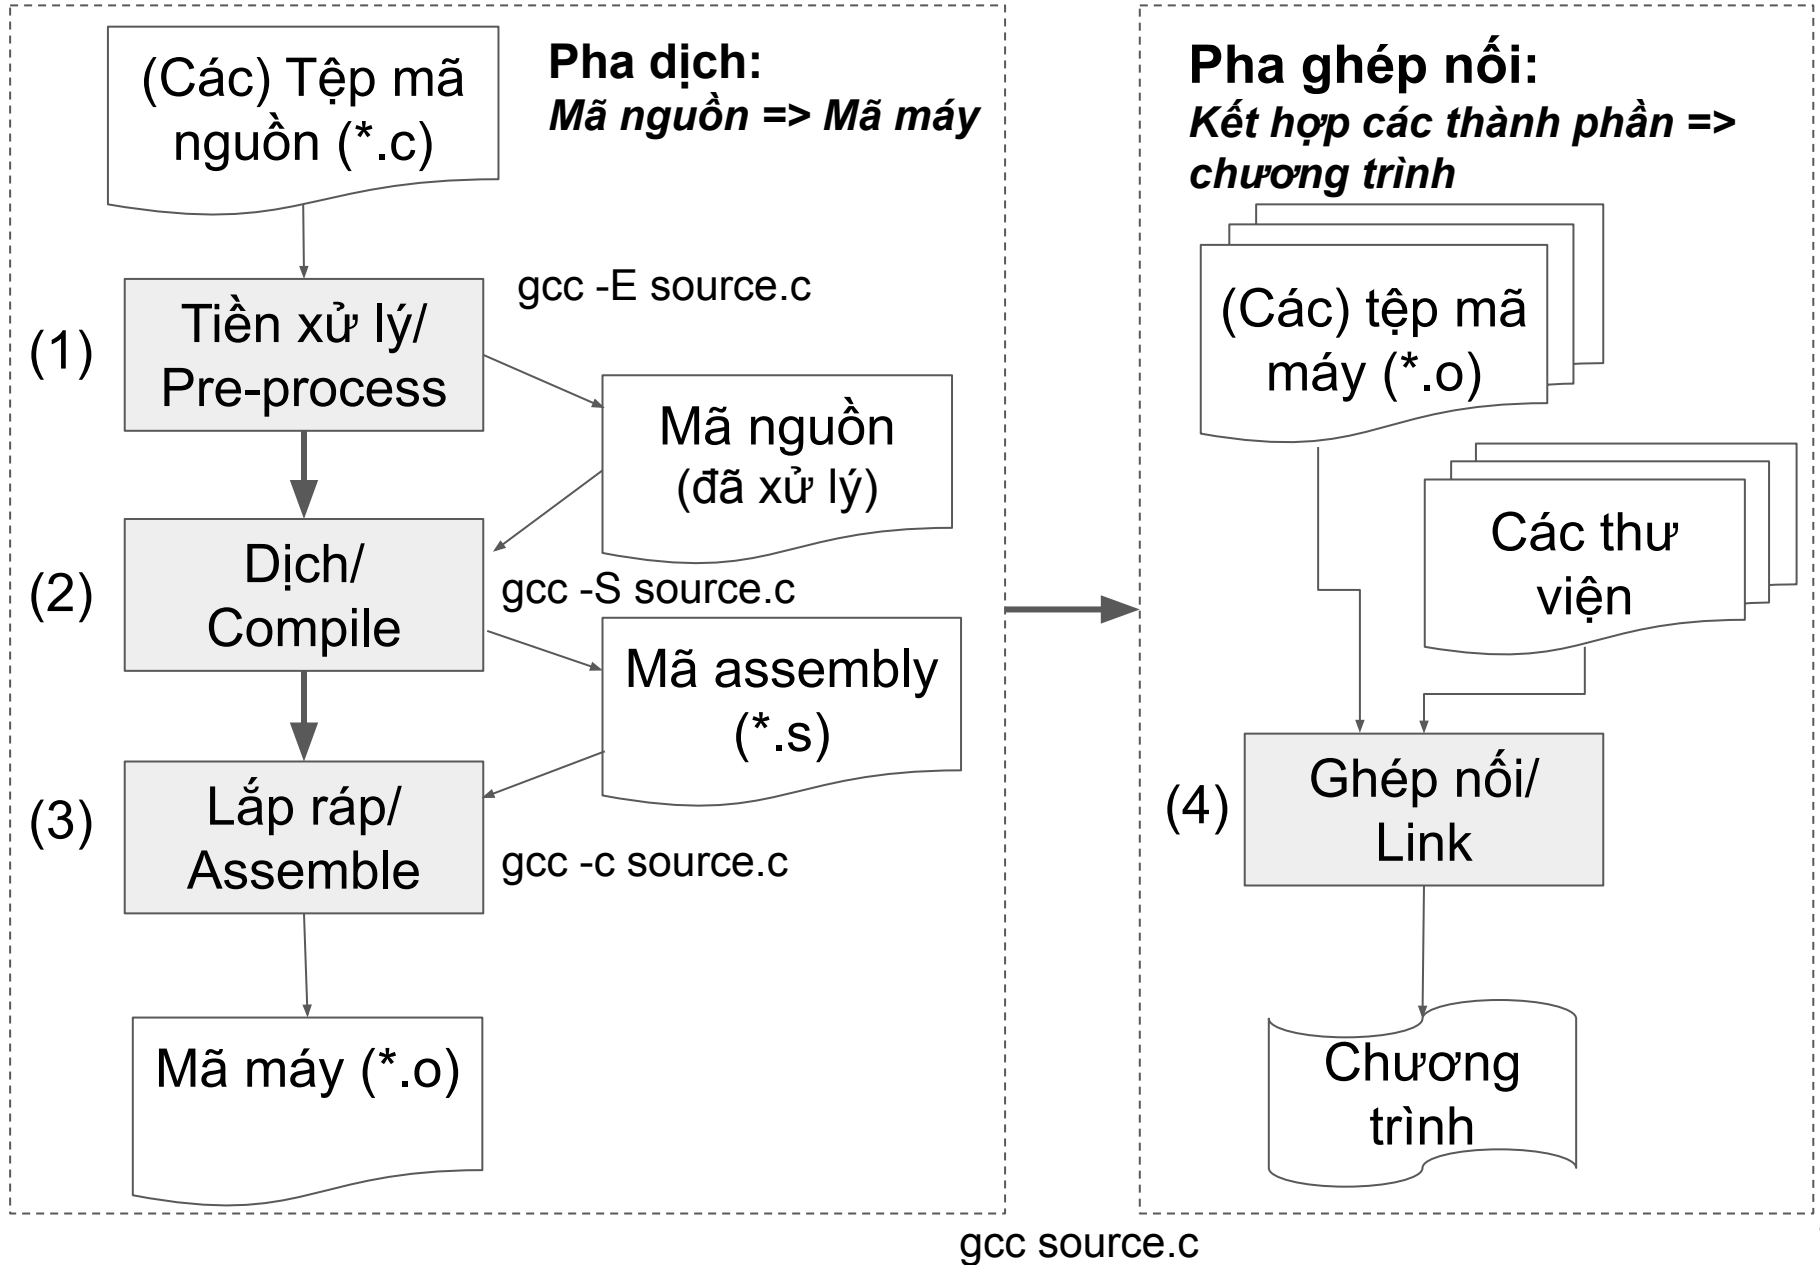 (Các) Tệp mã
nguồn (*.c)
Pha dịch:
Mã nguồn => Mã máy
gcc -E source.c
(1)
Tiền xử lý/
Pre-process
Mã nguồn
(đã xử lý)
(2)
Dịch/
Compile
gcc -S source.c
Mã assembly
(*.s)
(3)
Lắp ráp/
Assemble
gcc -c source.c
Mã máy (*.o)
Pha ghép nối:
Kết hợp các thành phần =>
chương trình
(Các) tệp mã
máy (*.o)
Các thư
viện
(4)
Ghép nối/
Link
Chương
trình
gcc source.c